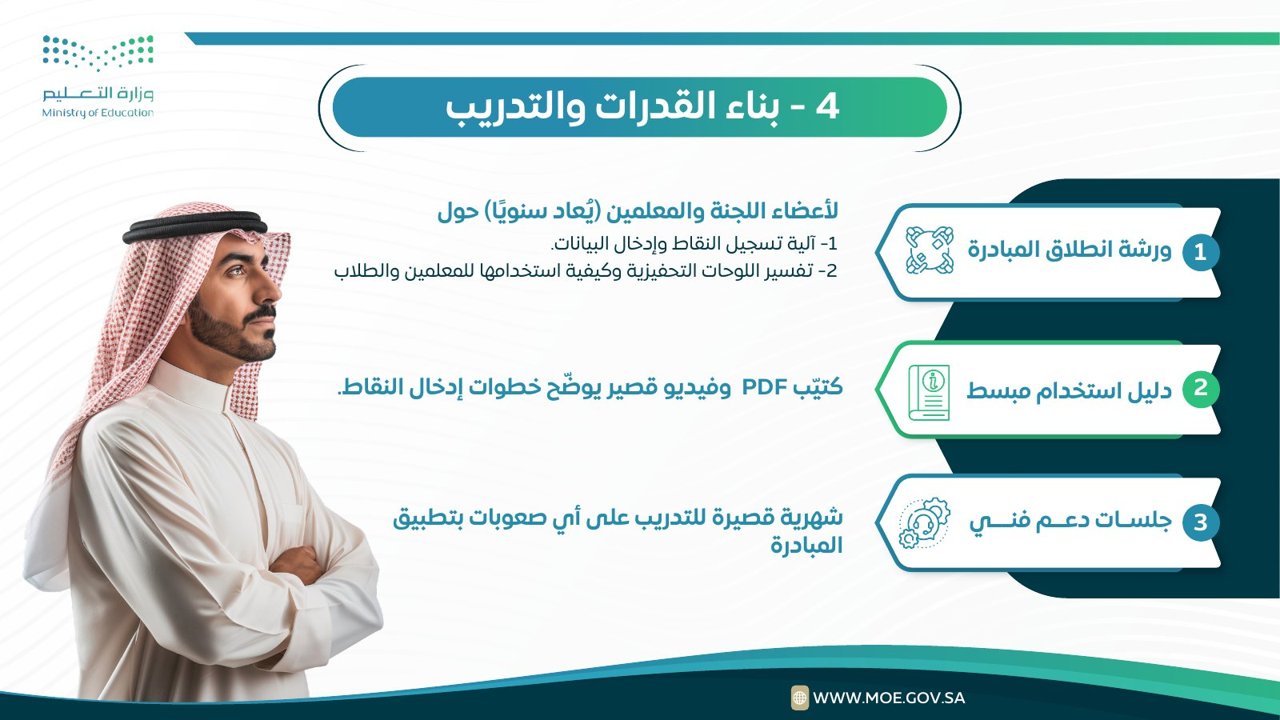 وزارة التعليم
Ministry of Education
4 - بناء القدرات والتدريب
1
ورشة انطلاق المبادرة
لأعضاء اللجنة والمعلمين (يُعاد سنويًا) حول
1- آلية تسجيل النقاط وإدخال البيانات.
2- تفسير اللوحات التحفيزية وكيفية استخدامها للمعلمين والطلاب
2
دليل استخدام مبسط
كتيّب PDF وفيديو قصير يوضّح خطوات إدخال النقاط.
3
جلسات دعم فني
شهرية قصيرة للتدريب على أي صعوبات بتطبيق
المبادرة
WWW.MOE.GOV.SA